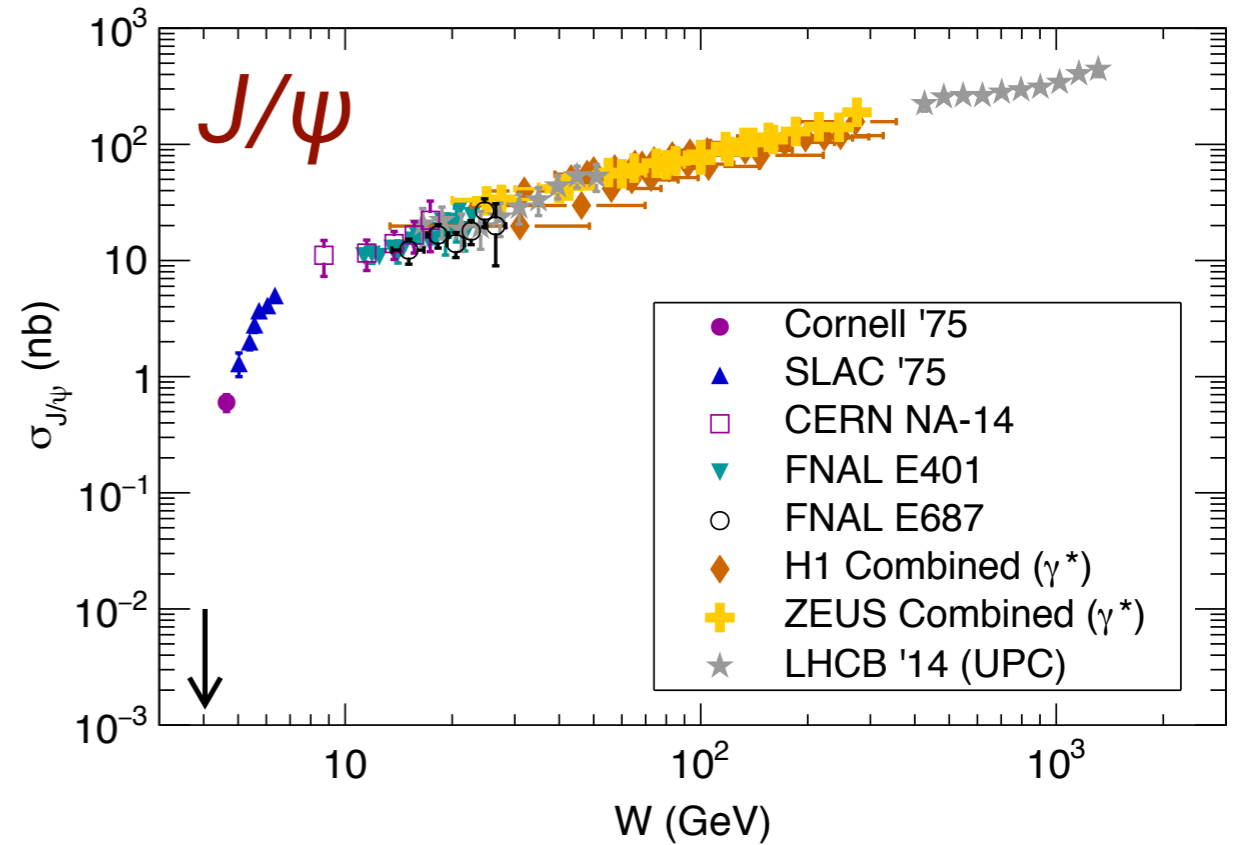 10³
J/ψ
10²
10
1
10⁻¹
10⁻²
10⁻³
σJ/ψ (nb)
Cornell '75
SLAC '75
CERN NA-14
FNAL E401
FNAL E687
H1 Combined (γ*)
ZEUS Combined (γ*)
LHCB '14 (UPC)
10 10² 10³
W (GeV)